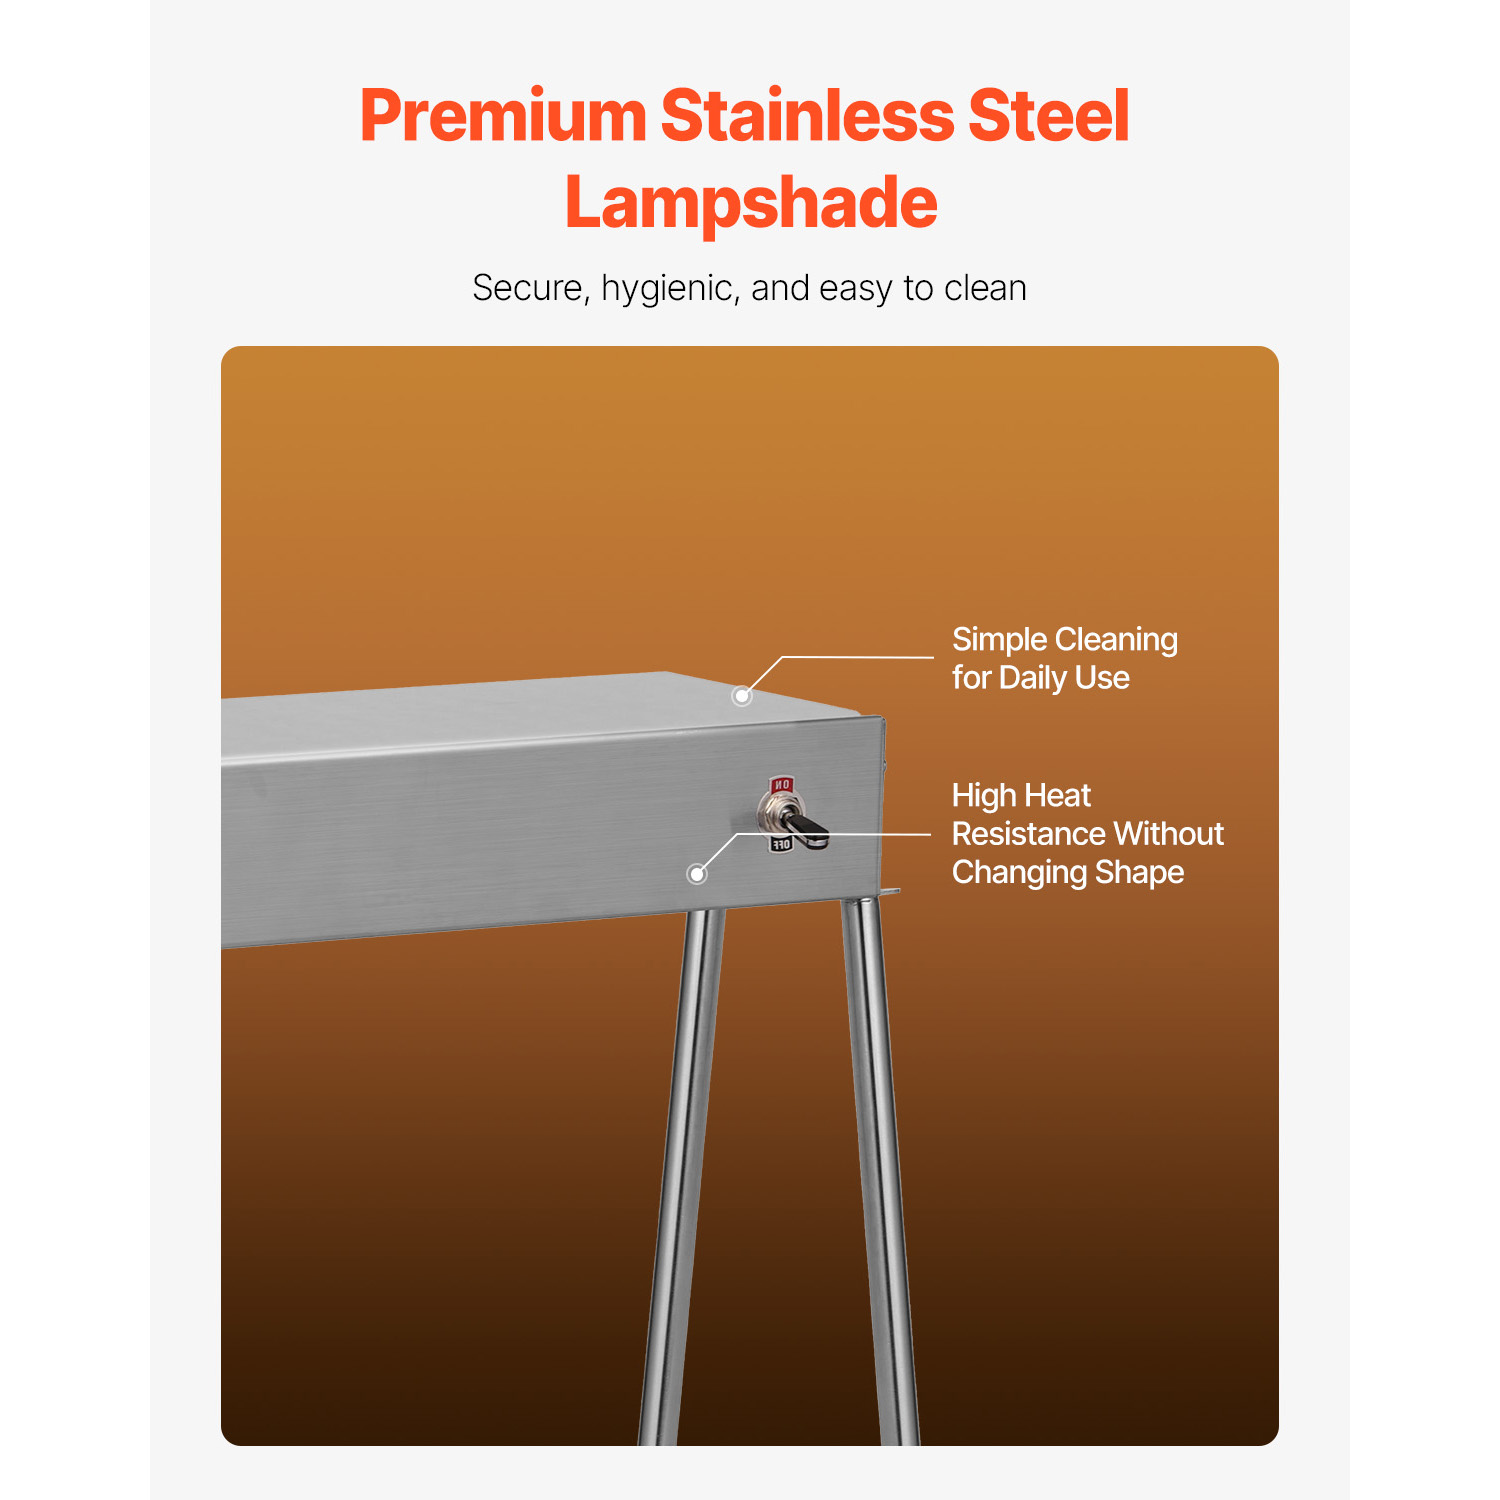 Premium Stainless Steel
Lampshade
Secure, hygienic, and easy to clean
Simple Cleaning
for Daily Use
ON
High Heat
Resistance Without
Changing Shape
OFF